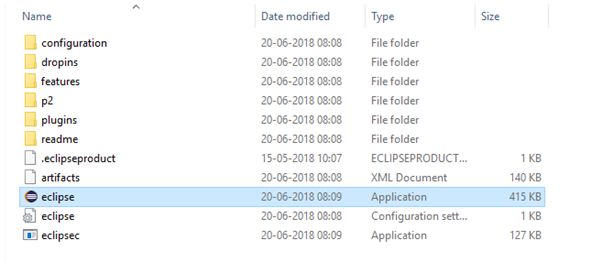 Name Date modified Type Size
configuration 20-06-2018 08:08 File folder
dropins 20-06-2018 08:08 File folder
features 20-06-2018 08:08 File folder
p2 20-06-2018 08:08 File folder
plugins 20-06-2018 08:08 File folder
readme 20-06-2018 08:08 File folder
.eclipseproduct 15-05-2018 10:07 ECLIPSEPRODUCT... 1 KB
artifacts 20-06-2018 08:08 XML Document 140 KB
eclipse 20-06-2018 08:09 Application 415 KB
eclipse 20-06-2018 08:08 Configuration sett... 1 KB
eclipsec 20-06-2018 08:09 Application 127 KB